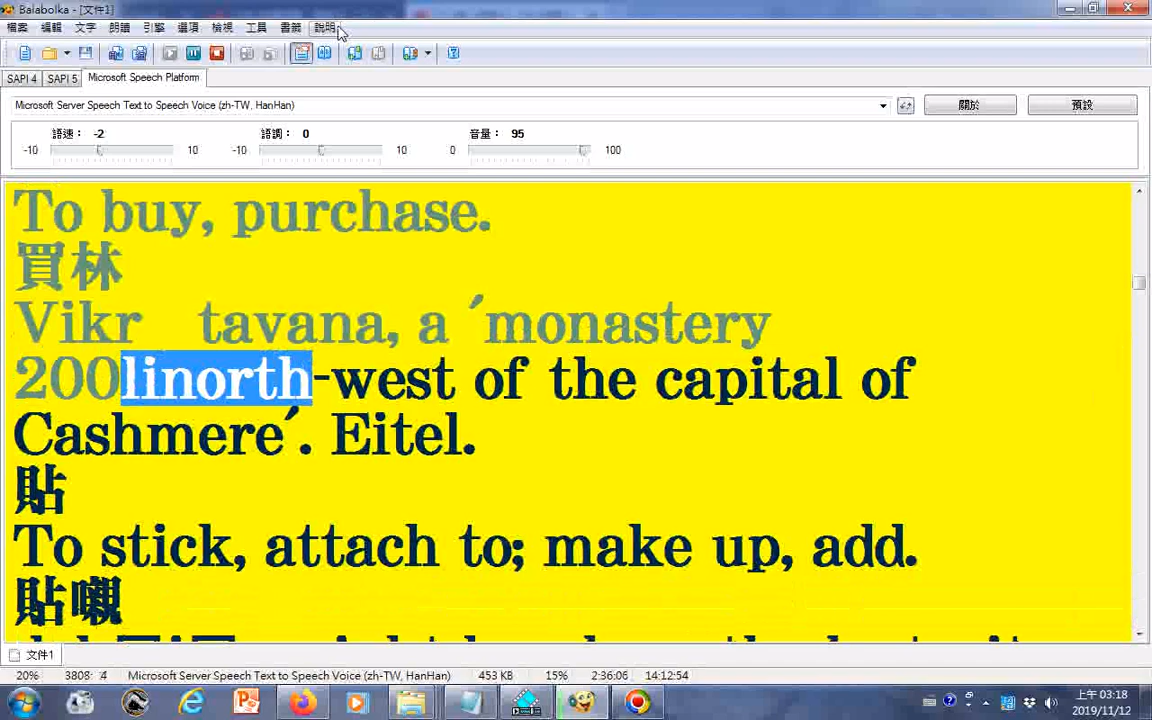 Balabolka - [文件1]
檔案 編輯 文字 朗讀 引擎 選項 檢視 工具 書籤 說明
SAPI 4 SAPI 5 Microsoft Speech Platform
Microsoft Server Speech Text to Speech Voice (zh-TW, HanHan) 關於 預設
語速： -2 語調： 0 音量： 95
-10 10 -10 10 0 100
To buy, purchase.
買林
Vikr tavana, a ´monastery
200linorth-west of the capital of
Cashmere´. Eitel.
貼
To stick, attach to; make up, add.
貼嚫
文件1
20% Microsoft Server Speech Text to Speech Voice (zh-TW, HanHan) 453 KB 15% 2:36:06 14:12:54
上午 03:18
2019/11/12